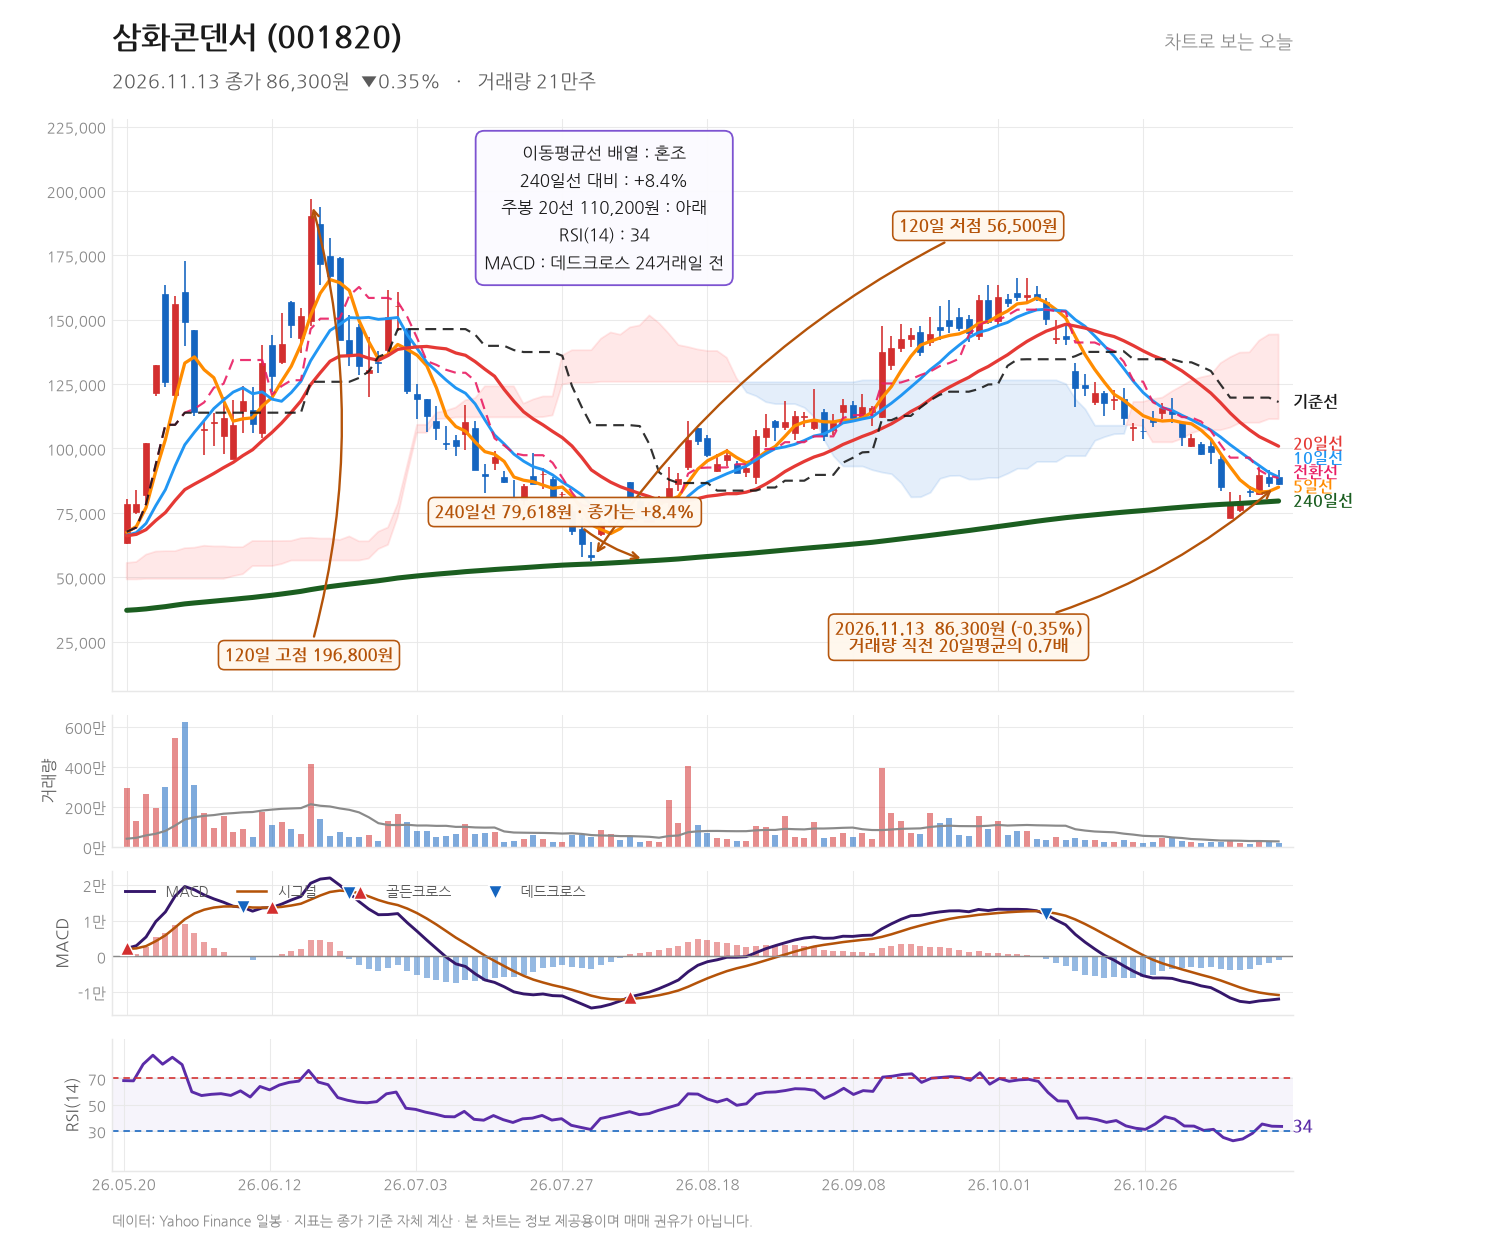 삼화콘덴서 (001820)
차트로 보는 오늘
2026.11.13 종가 86,300원 ▼0.35% · 거래량 21만주
225,000
200,000
175,000
150,000
125,000
100,000
75,000
50,000
25,000
이동평균선 배열 : 혼조
240일선 대비 : +8.4%
주봉 20선 110,200원 : 아래
RSI(14) : 34
MACD : 데드크로스 24거래일 전
120일 저점 56,500원
240일선 79,618원 · 종가는 +8.4%
120일 고점 196,800원
2026.11.13 86,300원 (-0.35%)
거래량 직전 20일평균의 0.7배
기준선
20일선
10일선
전환선
5일선
240일선
거래량
600만
400만
200만
0만
MACD
2만
1만
0
-1만
MACD 시그널 골든크로스 데드크로스
RSI(14)
70
50
30
34
26.05.20 26.06.12 26.07.03 26.07.27 26.08.18 26.09.08 26.10.01 26.10.26
데이터: Yahoo Finance 일봉 · 지표는 종가 기준 자체 계산 · 본 차트는 정보 제공용이며 매매 권유가 아닙니다.